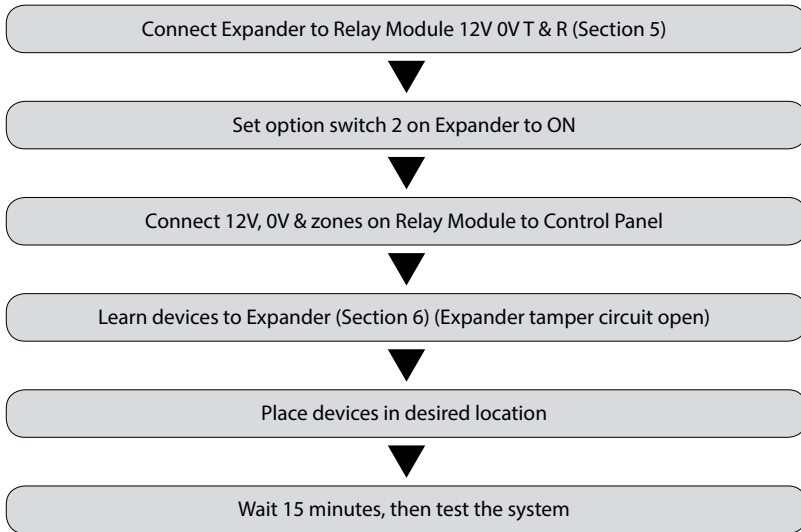 Connect Expander to Relay Module 12V 0V T & R (Section 5)
Set option switch 2 on Expander to ON
Connect 12V, 0V & zones on Relay Module to Control Panel
Learn devices to Expander (Section 6) (Expander tamper circuit open)
Place devices in desired location
Wait 15 minutes, then test the system